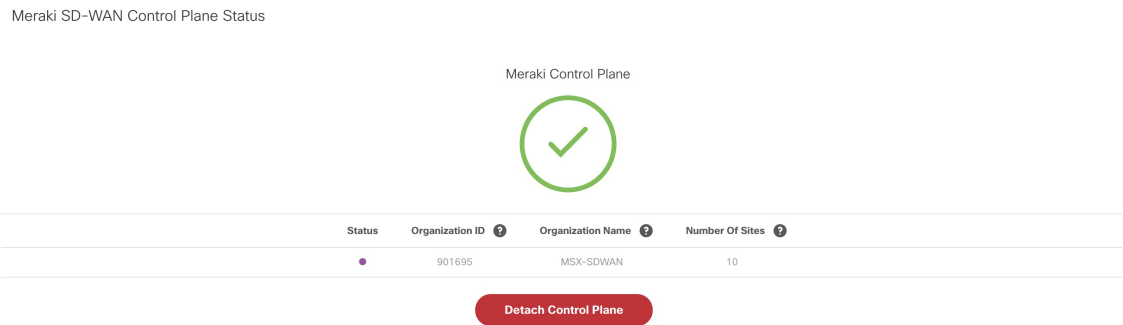 Meraki SD-WAN Control Plane Status
Meraki Control Plane
Status Organization ID ? Organization Name ? Number Of Sites ?
901695 MSX-SDWAN 10
Detach Control Plane